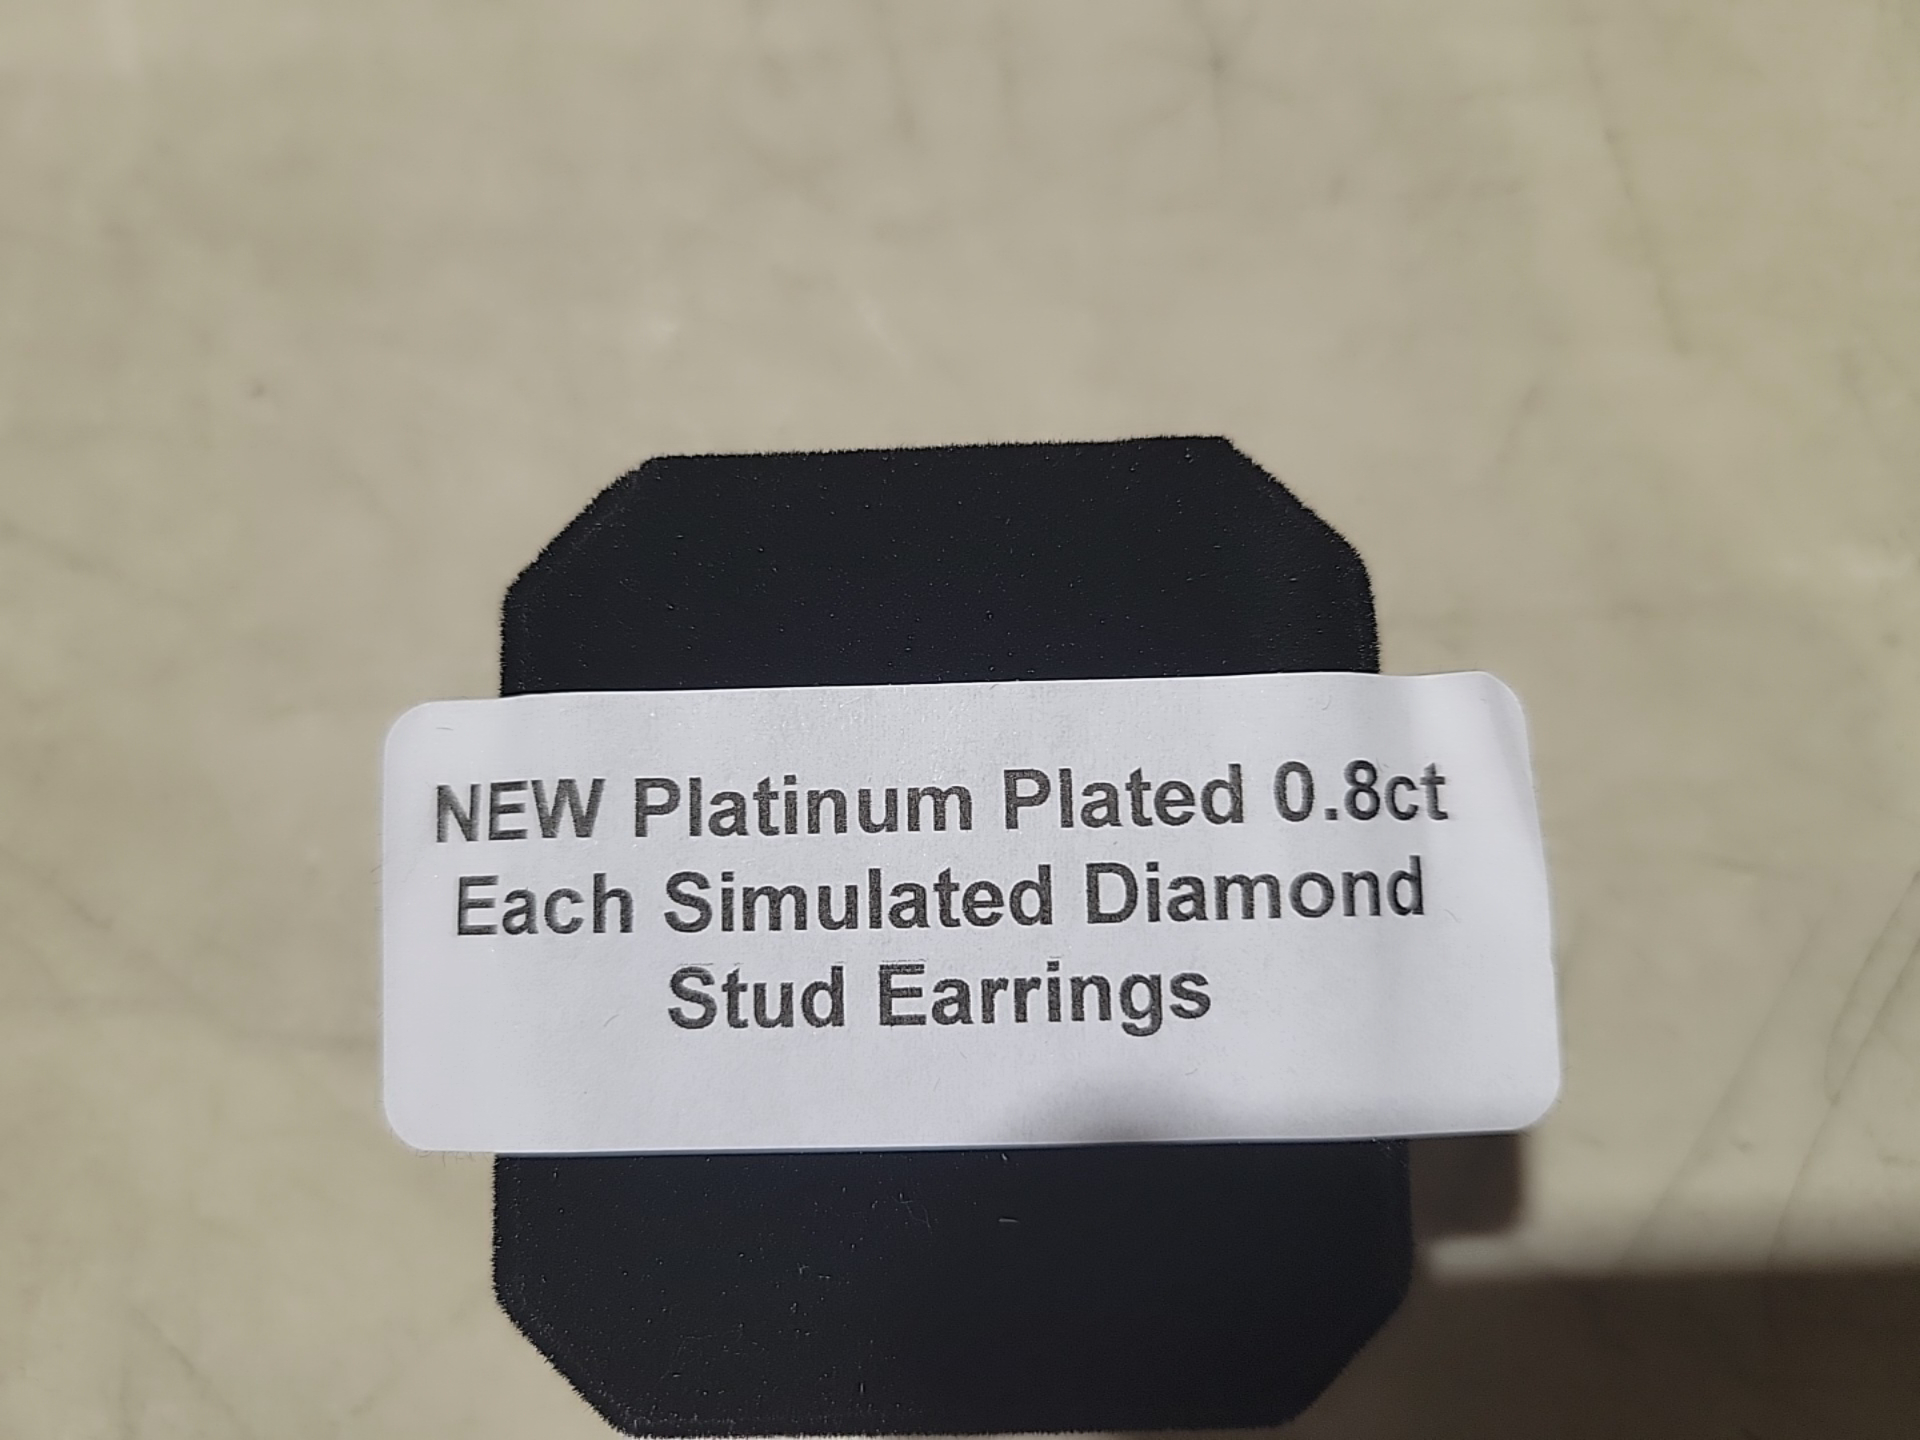 NEW Platinum Plated 0.8ct
Each Simulated Diamond
Stud Earrings